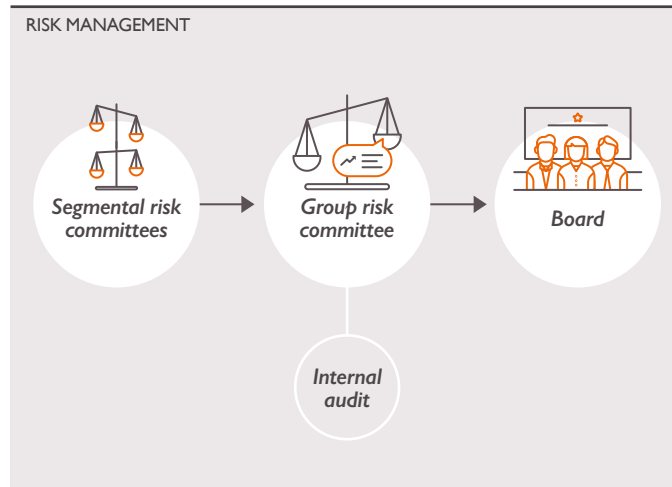 RISK MANAGEMENT
Segmental risk
committees
Group risk
committee
Board
Internal
audit